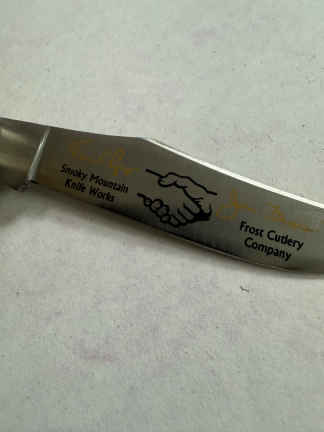 Smoky Mountain
Knife Works
Frost Cutlery
Company